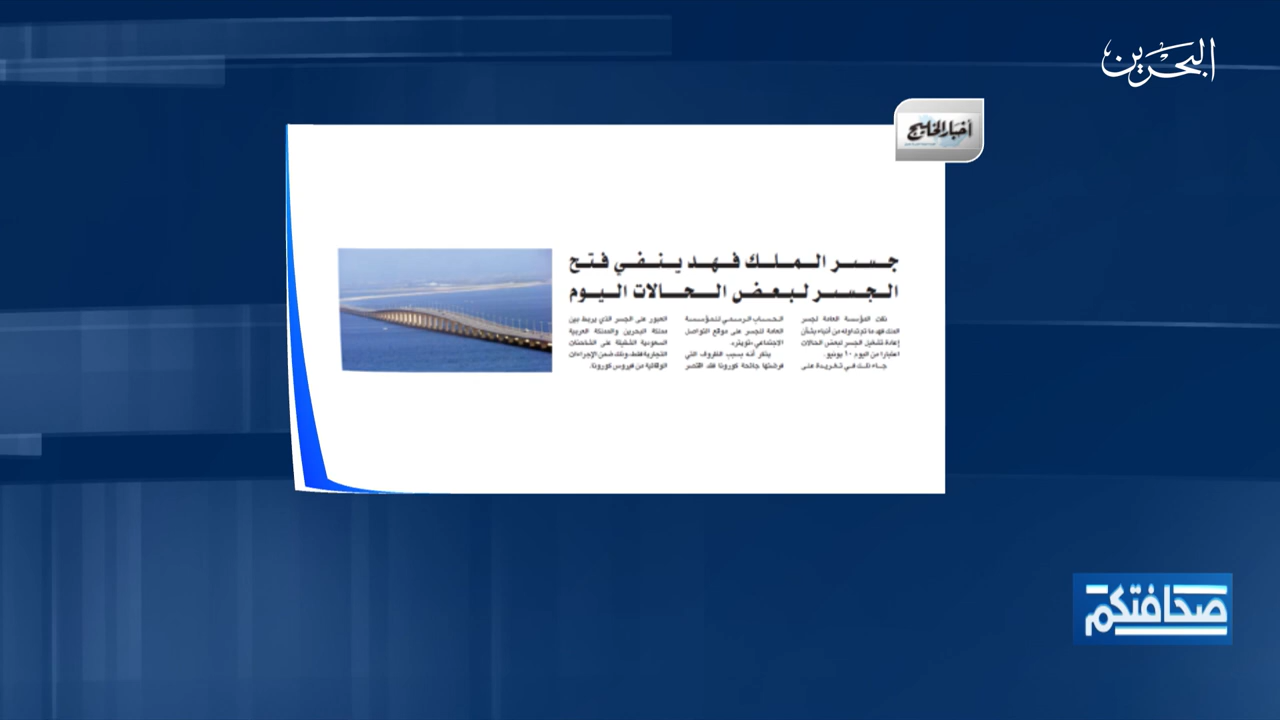 البحرين
أخبار الخليج
جسر الملك فهد ينفي فتح
الجسر لبعض الحالات اليوم
نفت المؤسسة العامة لجسر
الملك فهد ما تم تداوله من أنباء بشأن
إعادة تشغيل الجسر لبعض الحالات
اعتبارا من اليوم ١٠ يونيو.
جاء ذلك في تغريدة على
الحساب الرسمي للمؤسسة
العامة للجسر على موقع التواصل
الاجتماعي «تويتر».
يذكر أنه بسبب الظروف التي
فرضتها جائحة كورونا فقد اقتصر
العبور على الجسر الذي يربط بين
مملكة البحرين والمملكة العربية
السعودية الشقيقة على الشاحنات
التجارية فقط، وذلك ضمن الإجراءات
الوقائية من فيروس كورونا.
صحافتكم